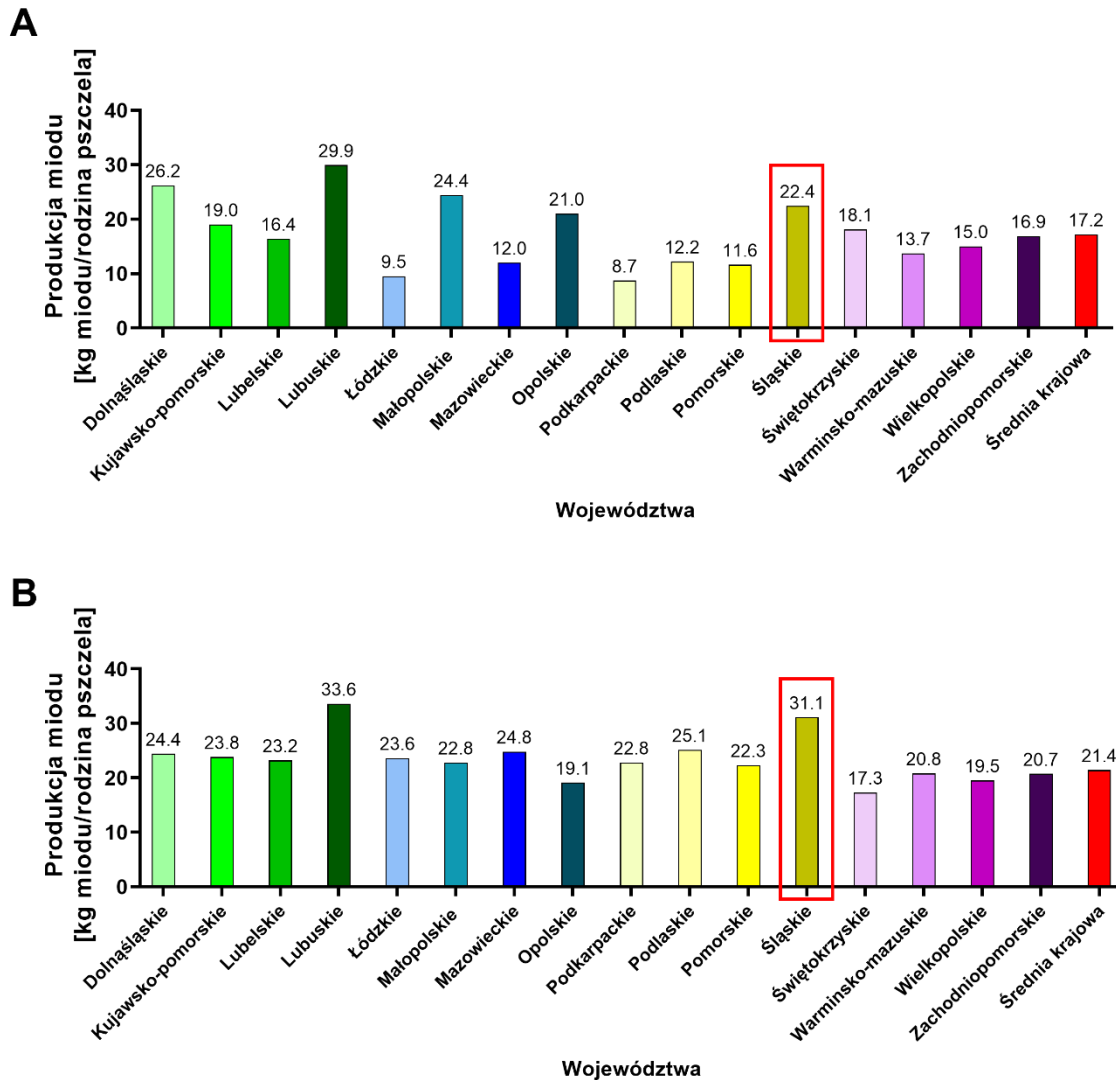 A
Produkcja miodu
[kg miodu/rodzina pszczela]
40
30
20
10
0
26.2
19.0
16.4
29.9
9.5
24.4
12.0
21.0
8.7
12.2
11.6
22.4
18.1
13.7
15.0
16.9
17.2
Dolnąśląskie
Kujawsko-pomorskie
Lubelskie
Lubuskie
Łódzkie
Małopolskie
Mazowieckie
Opolskie
Podkarpackie
Podlaskie
Pomorskie
Śląskie
Świętokrzyskie
Warminsko-mazuskie
Wielkopolskie
Zachodniopomorskie
Średnia krajowa
Województwa
B
Produkcja miodu
[kg miodu/rodzina pszczela]
40
30
20
10
0
24.4
23.8
23.2
33.6
23.6
22.8
24.8
19.1
22.8
25.1
22.3
31.1
17.3
20.8
19.5
20.7
21.4
Dolnąśląskie
Kujawsko-pomorskie
Lubelskie
Lubuskie
Łódzkie
Małopolskie
Mazowieckie
Opolskie
Podkarpackie
Podlaskie
Pomorskie
Śląskie
Świętokrzyskie
Warminsko-mazuskie
Wielkopolskie
Zachodniopomorskie
Średnia krajowa
Województwa